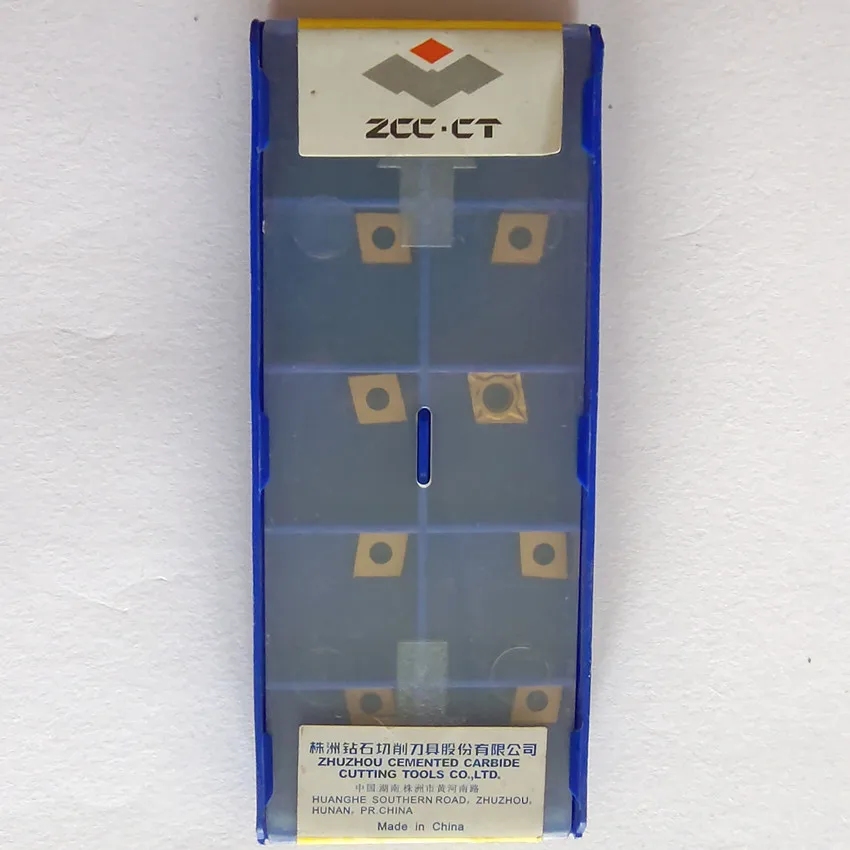 ZCC·CT
株洲钻石切削刀具股份有限公司
ZHUZHOU CEMENTED CARBIDE
CUTTING TOOLS CO.,LTD.
中国 湖南 株洲市黄河南路
HUANGHE SOUTHERN ROAD, ZHUZHOU,
HUNAN, PR.CHINA
Made in China